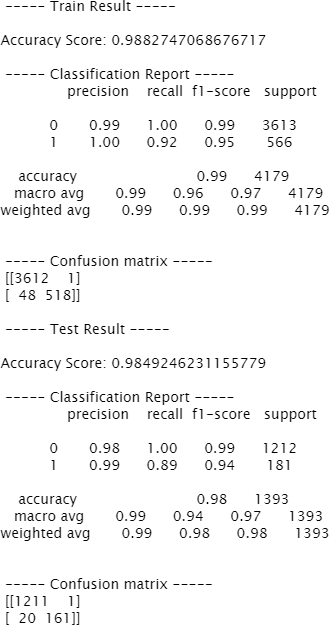 ----- Train Result -----
Accuracy Score: 0.9882747068676717
----- Classification Report -----
precision recall f1-score support
0 0.99 1.00 0.99 3613
1 1.00 0.92 0.95 566
accuracy 0.99 4179
macro avg 0.99 0.96 0.97 4179
weighted avg 0.99 0.99 0.99 4179
----- Confusion matrix -----
[[3612 1]
[ 48 518]]
----- Test Result -----
Accuracy Score: 0.9849246231155779
----- Classification Report -----
precision recall f1-score support
0 0.98 1.00 0.99 1212
1 0.99 0.89 0.94 181
accuracy 0.98 1393
macro avg 0.99 0.94 0.97 1393
weighted avg 0.99 0.98 0.98 1393
----- Confusion matrix -----
[[1211 1]
[ 20 161]]